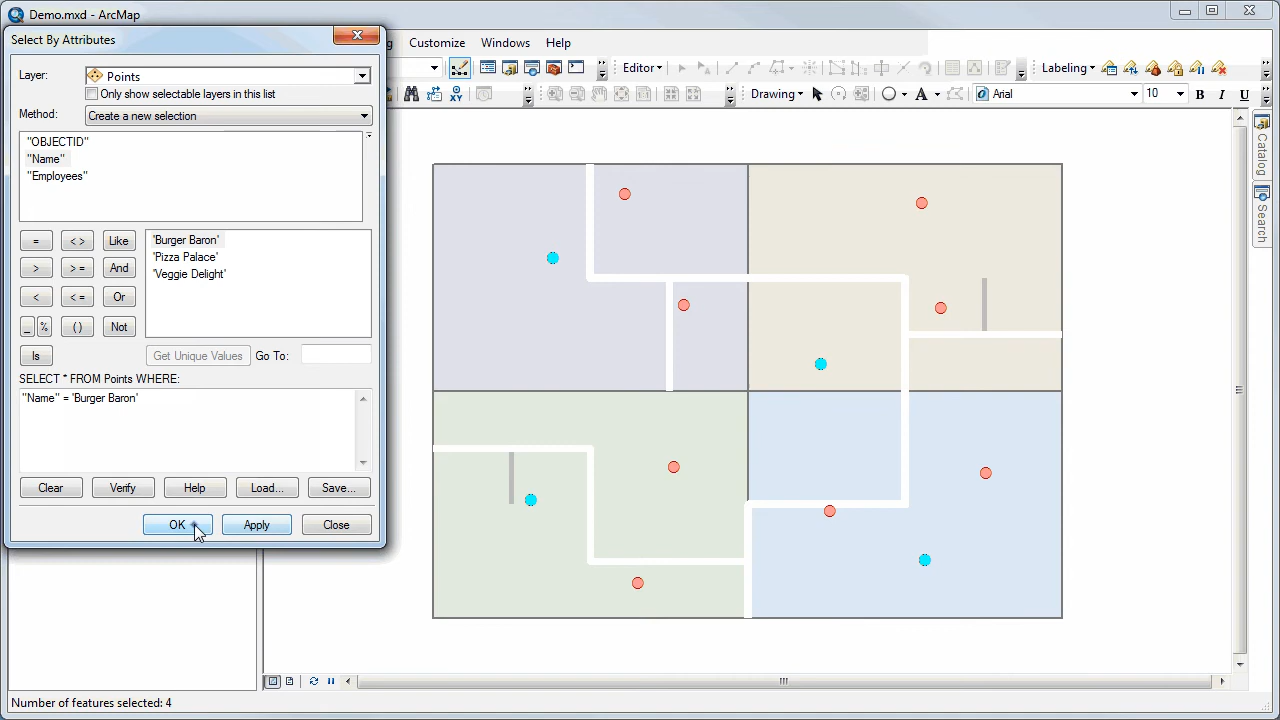 Demo.mxd - ArcMap
Select By Attributes
Customize Windows Help
Layer: Points
Only show selectable layers in this list
Method: Create a new selection
"OBJECTID"
"Name"
"Employees"
= < > Like
> > = And
< < = Or
_ % ( ) Not
Is
'Burger Baron'
'Pizza Palace'
'Veggie Delight'
Get Unique Values Go To:
SELECT * FROM Points WHERE:
"Name" = 'Burger Baron'
Clear Verify Help Load... Save...
OK Apply Close
Editor Labeling
Drawing A Arial 10 B I U A
Catalog
Search
Number of features selected: 4